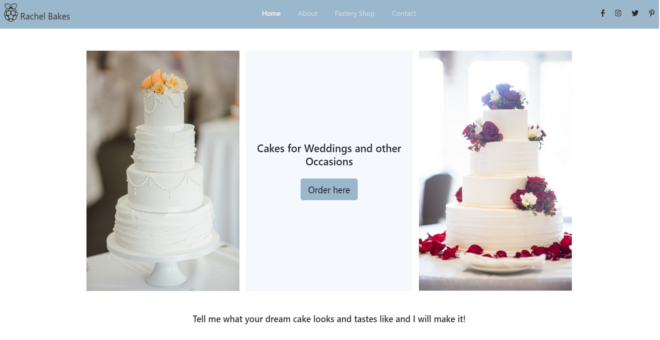 Rachel Bakes
Home
About
Pastery Shop
Contact
Cakes for Weddings and other
Occasions
Order here
Tell me what your dream cake looks and tastes like and I will make it!